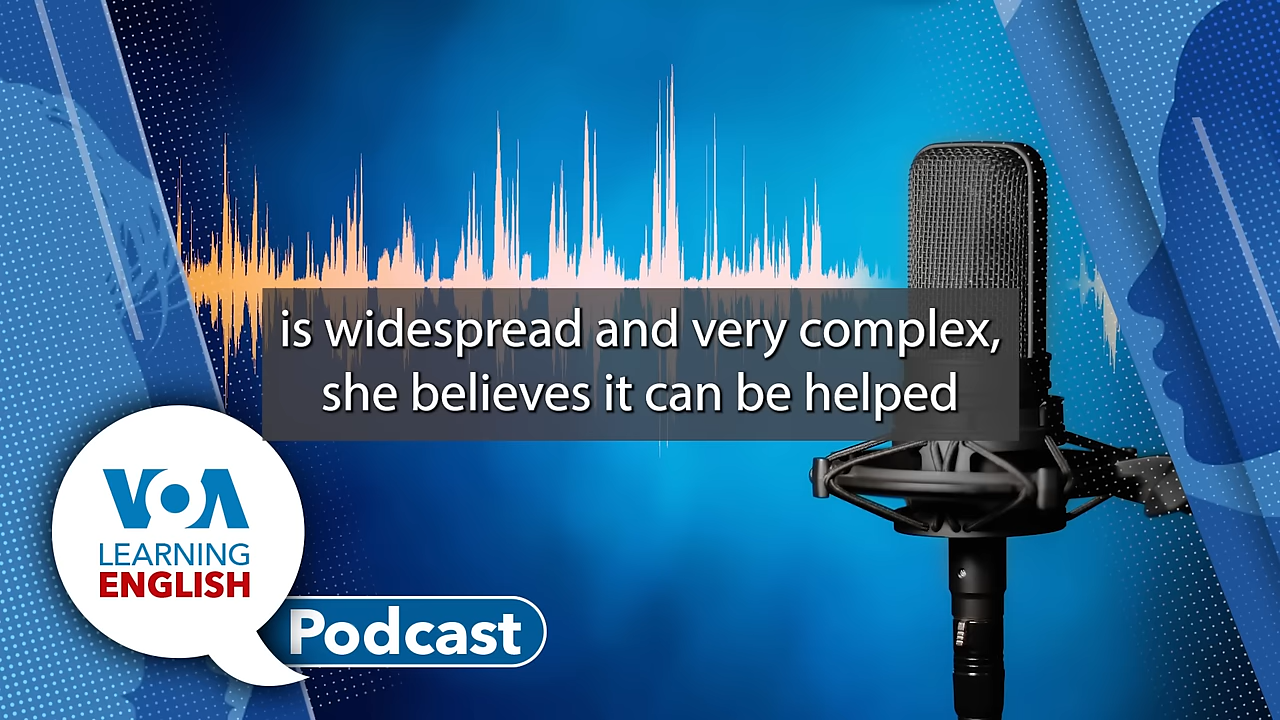 is widespread and very complex,
she believes it can be helped
VOA
LEARNING
ENGLISH
Podcast